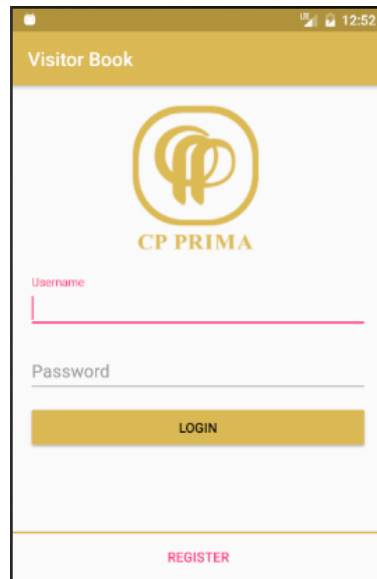 12:52
Visitor Book
CP PRIMA
Username
Password
LOGIN
REGISTER